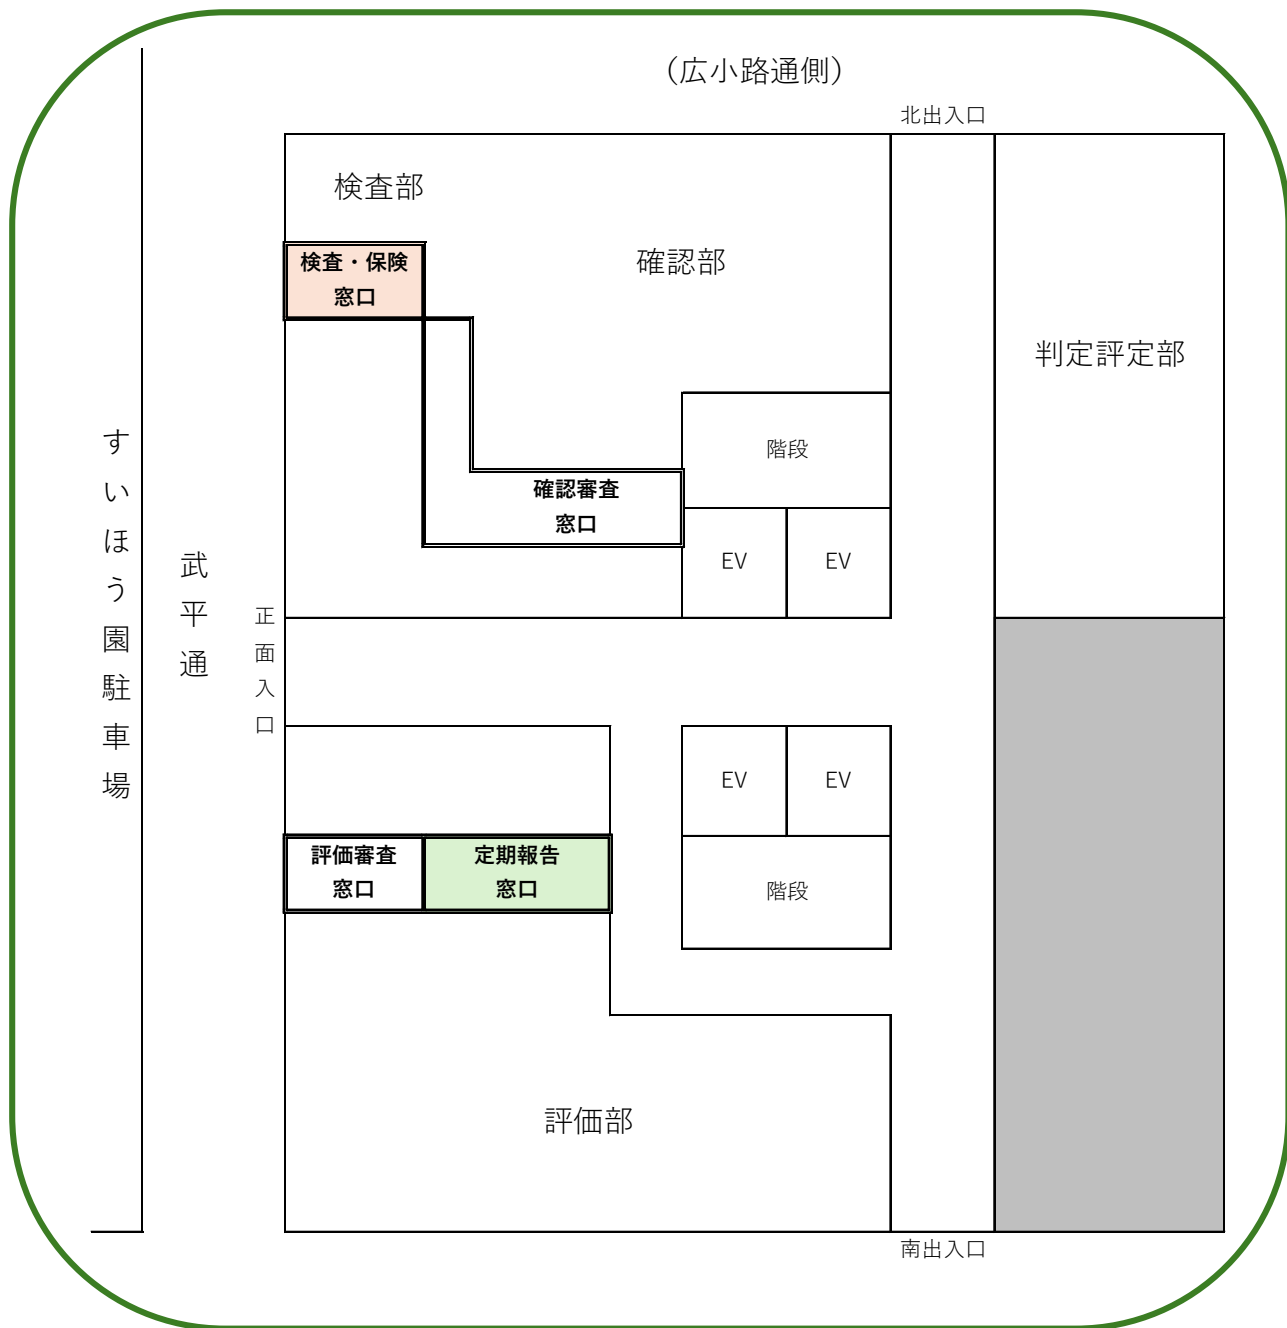 （広小路通側）
北出入口
検査部
検査・保険
窓口
確認部
判定評定部
階段
確認審査
窓口
EV
EV
すいほう園駐車場
武平通
正面入口
EV
EV
評価審査
窓口
定期報告
窓口
階段
評価部
南出入口